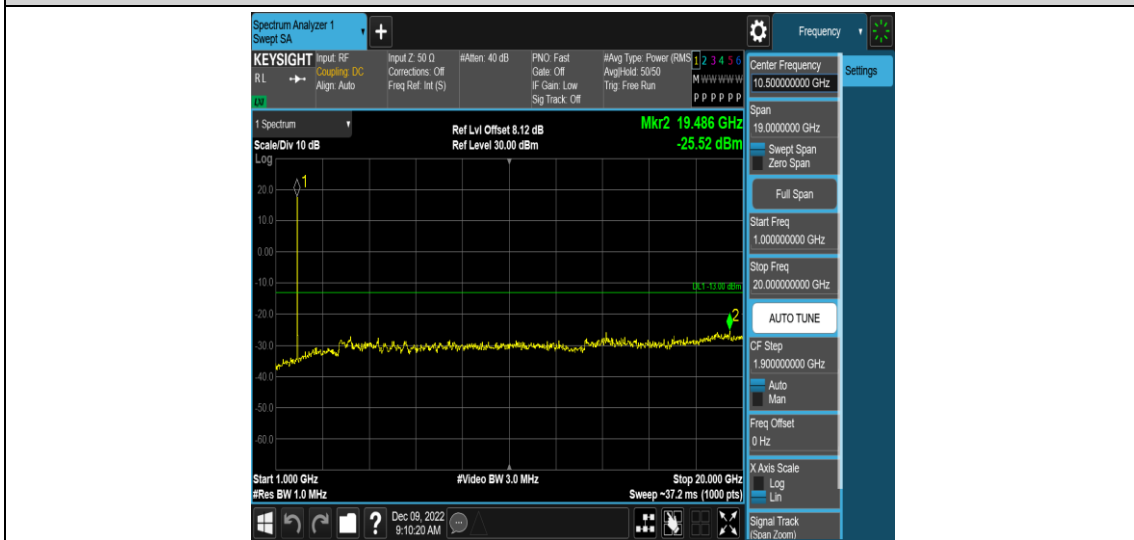 Spectrum Analyzer 1
Swept SA
+
Frequency
KEYSIGHT
RL
Input: RF
Coupling: DC
Align: Auto
Input Z: 50 Ω
Corrections: Off
Freq Ref: Int (S)
#Atten: 40 dB
PNO: Fast
Gate: Off
IF Gain: Low
Sig Track: Off
#Avg Type: Power (RMS
Avg|Hold: 50/50
Trig: Free Run
1 2 3 4 5 6
M W W W W W
P P P P P P
1 Spectrum
Scale/Div 10 dB
Ref Lvl Offset 8.12 dB
Ref Level 30.00 dBm
Mkr2 19.486 GHz
-25.52 dBm
Log
1
20.0
10.0
0.00
-10.0
DL1 -13.00 dBm
-20.0
2
-30.0
-40.0
-50.0
-60.0
Start 1.000 GHz
#Res BW 1.0 MHz
#Video BW 3.0 MHz
Stop 20.000 GHz
Sweep ~37.2 ms (1000 pts)
Center Frequency
10.500000000 GHz
Settings
Span
19.0000000 GHz
Swept Span
Zero Span
Full Span
Start Freq
1.000000000 GHz
Stop Freq
20.000000000 GHz
AUTO TUNE
CF Step
1.900000000 GHz
Auto
Man
Freq Offset
0 Hz
X Axis Scale
Log
Lin
Signal Track
(Span Zoom)
?
Dec 09, 2022
9:10:20 AM